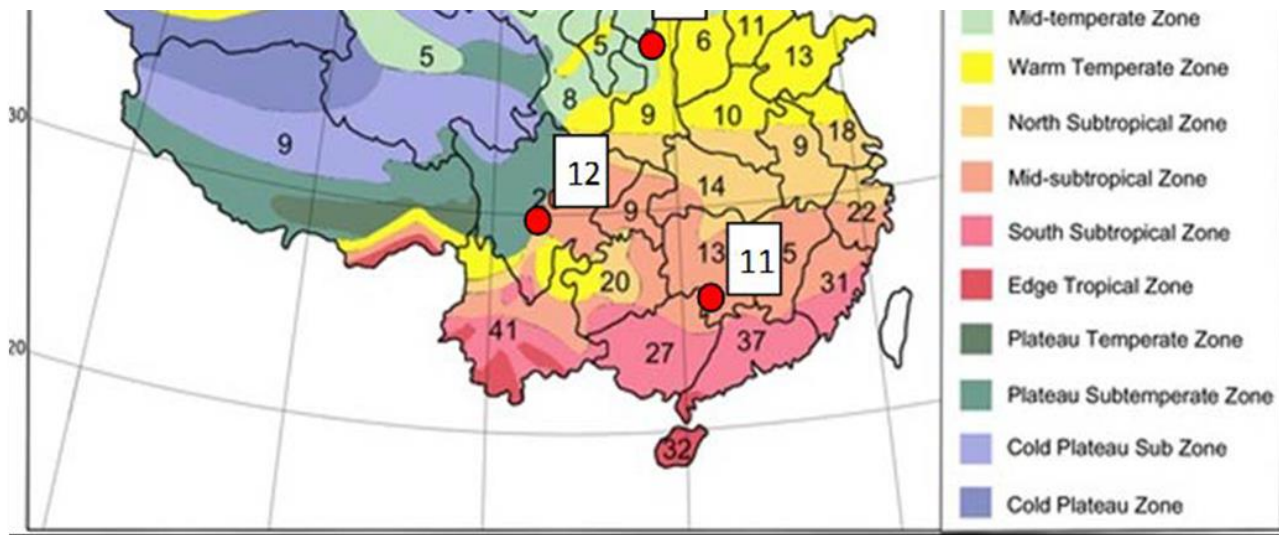 11
5
6
13
5
8
9
10
18
30
9
9
12
14
2
9
22
13
11
5
20
31
41
27
37
20
32
Mid-temperate Zone
Warm Temperate Zone
North Subtropical Zone
Mid-subtropical Zone
South Subtropical Zone
Edge Tropical Zone
Plateau Temperate Zone
Plateau Subtemperate Zone
Cold Plateau Sub Zone
Cold Plateau Zone